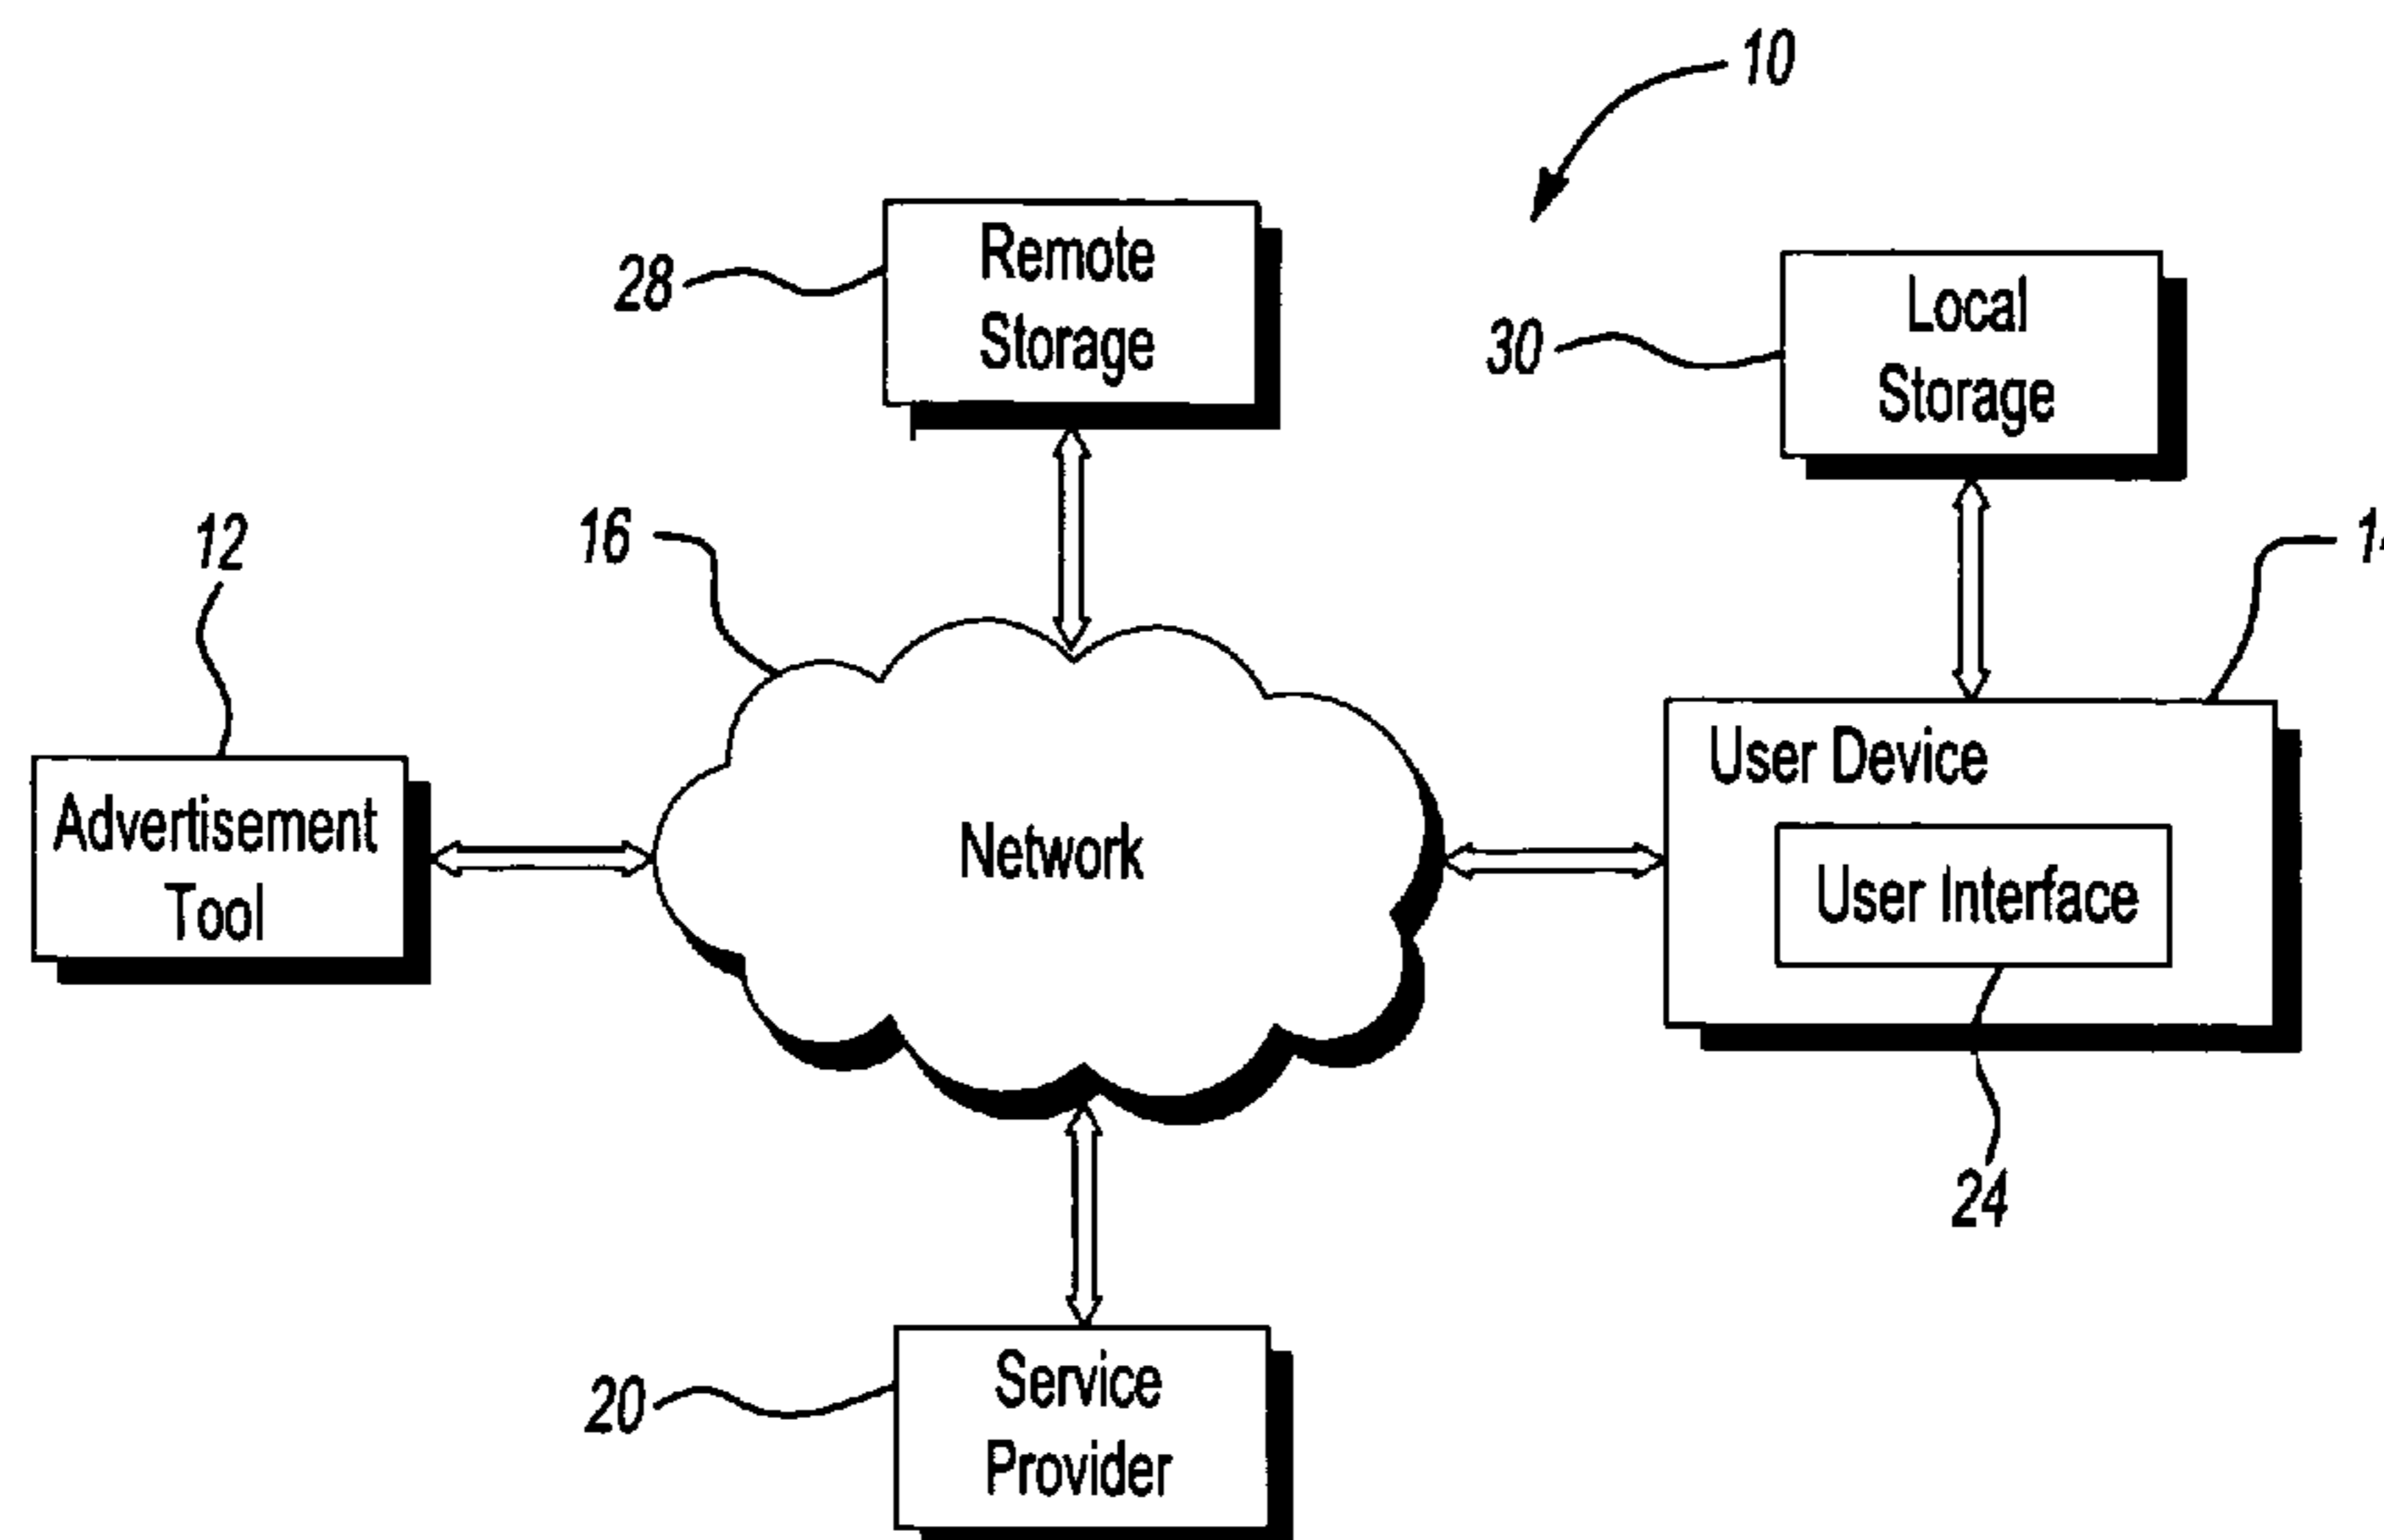 10
Remote
Storage
28
Local
Storage
30
12
16
User Device
User Interface
Advertisement
Tool
Network
24
Service
Provider
20